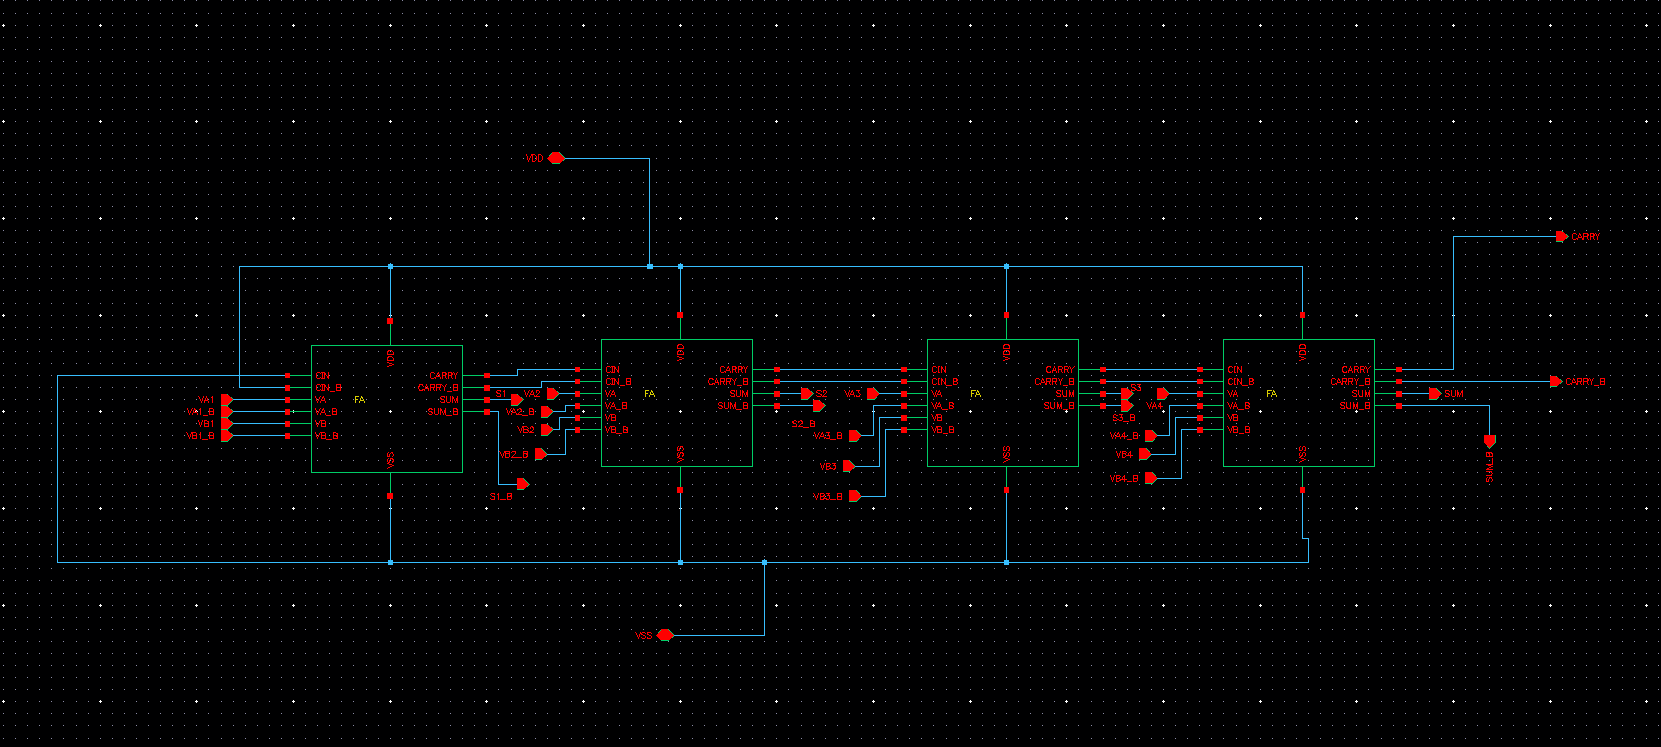 VDD
CARRY
VDD
CIN
CIN_B
VA
VA_B
VB
VB_B
FA
CARRY
CARRY_B
SUM
SUM_B
VSS
VA1
VA1_B
VB1
VB1_B
S1
S1_B
VA2
VA2_B
VB2
VB2_B
VDD
CIN
CIN_B
VA
VA_B
VB
VB_B
FA
CARRY
CARRY_B
SUM
SUM_B
VSS
S2
S2_B
VA3
VA3_B
VB3
VB3_B
VDD
CIN
CIN_B
VA
VA_B
VB
VB_B
FA
CARRY
CARRY_B
SUM
SUM_B
VSS
S3
S3_B
VA4
VA4_B
VB4
VB4_B
VDD
CIN
CIN_B
VA
VA_B
VB
VB_B
FA
CARRY
CARRY_B
SUM
SUM_B
VSS
CARRY_B
SUM
SUM_B
VSS